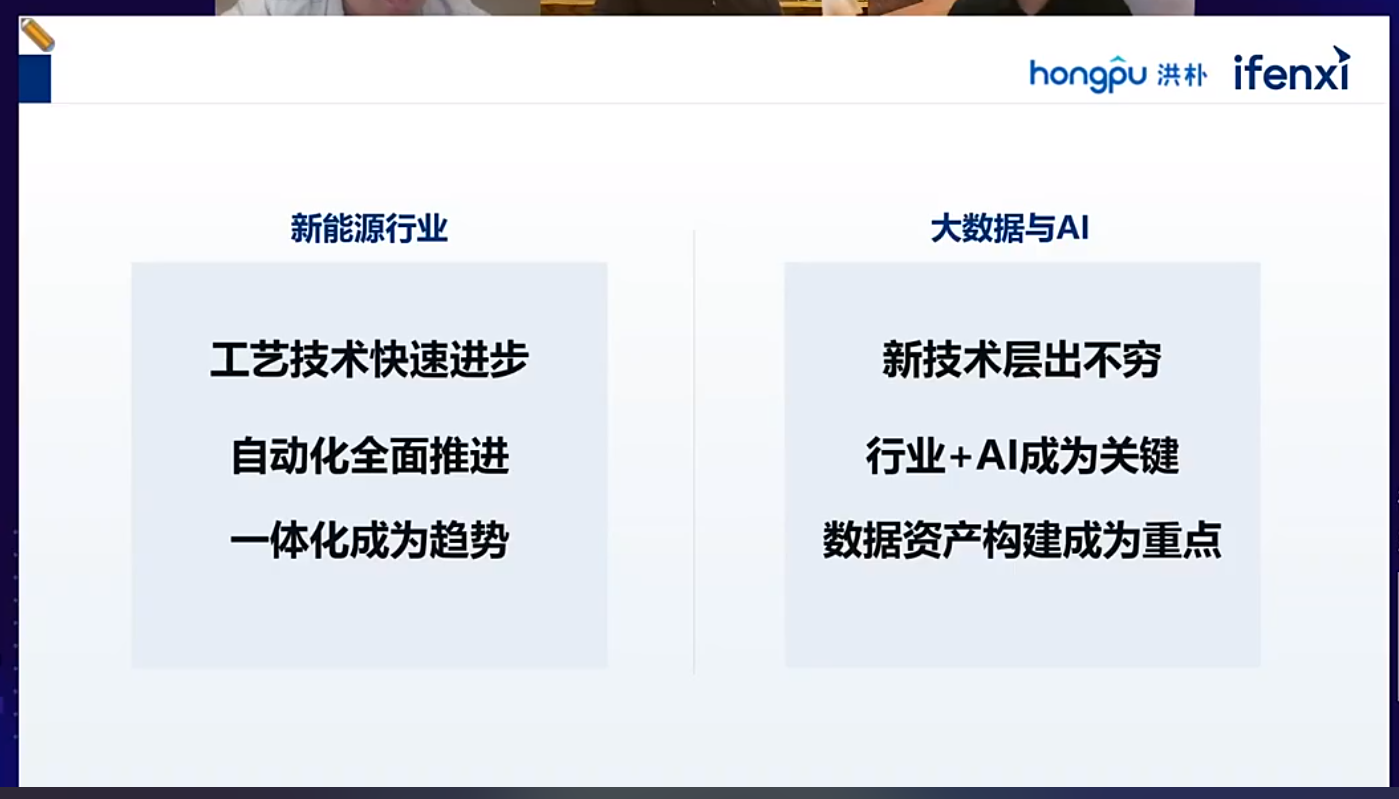 hongpu 洪朴 ifenxi
新能源行业
工艺技术快速进步
自动化全面推进
一体化成为趋势
大数据与AI
新技术层出不穷
行业+AI成为关键
数据资产构建成为重点